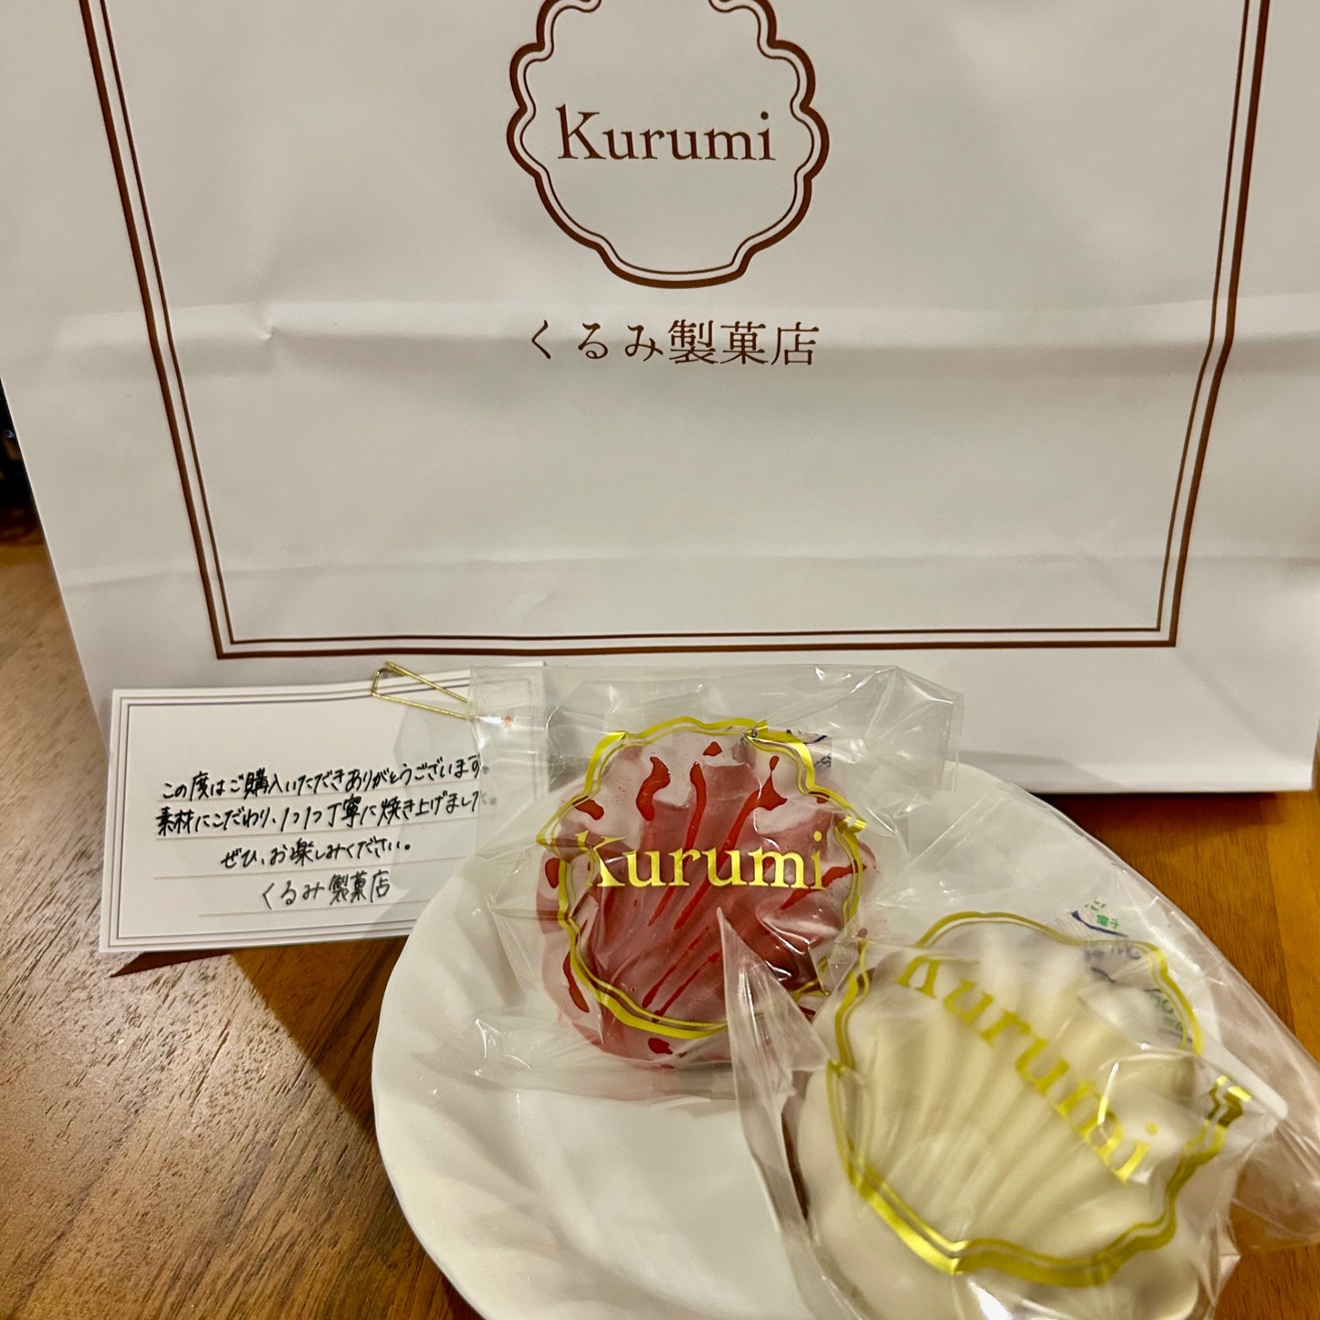 Kurumi
くるみ製菓店
この度はご購入いただきありがとうございます
素材にこだわり、1つ1つ丁寧に焼き上げまし
ぜひ、お楽しみください。
くるみ製菓店
Kurumi
Kurumi